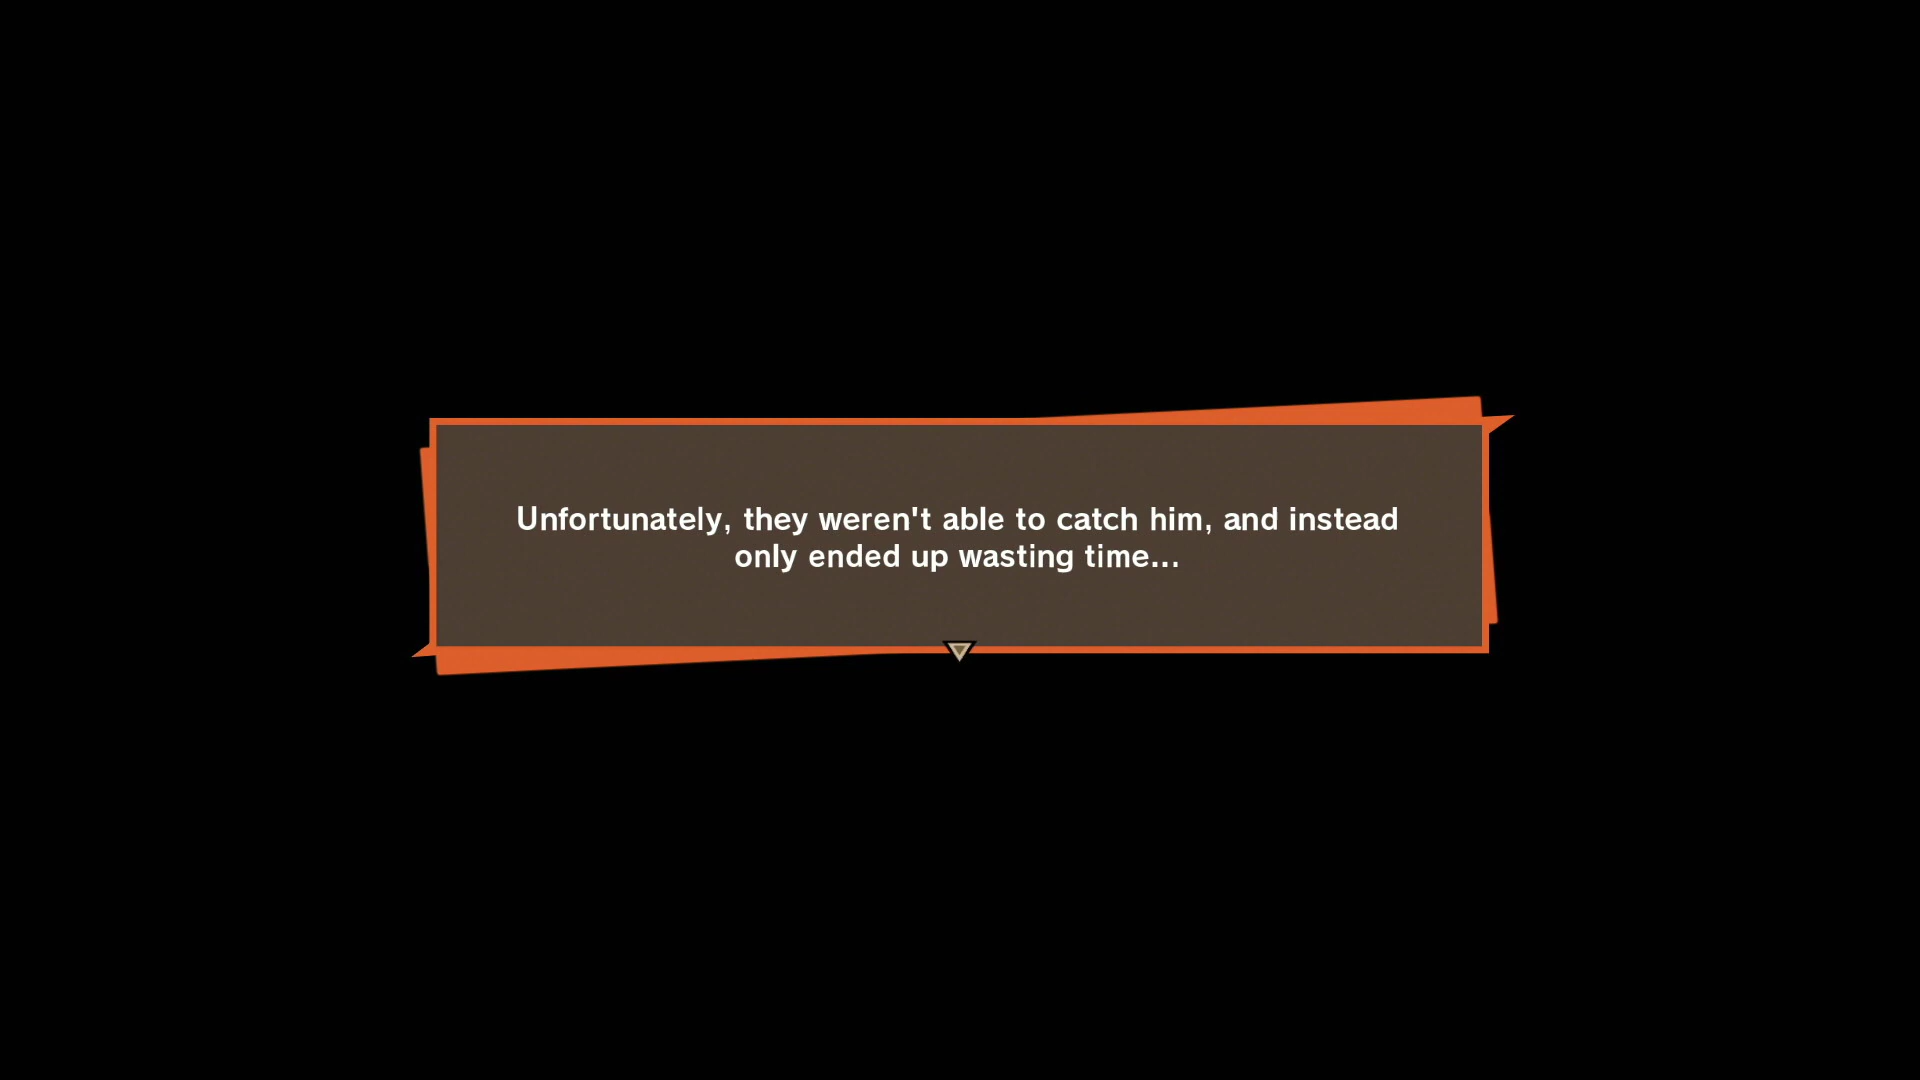 Unfortunately, they weren't able to catch him, and instead
only ended up wasting time...